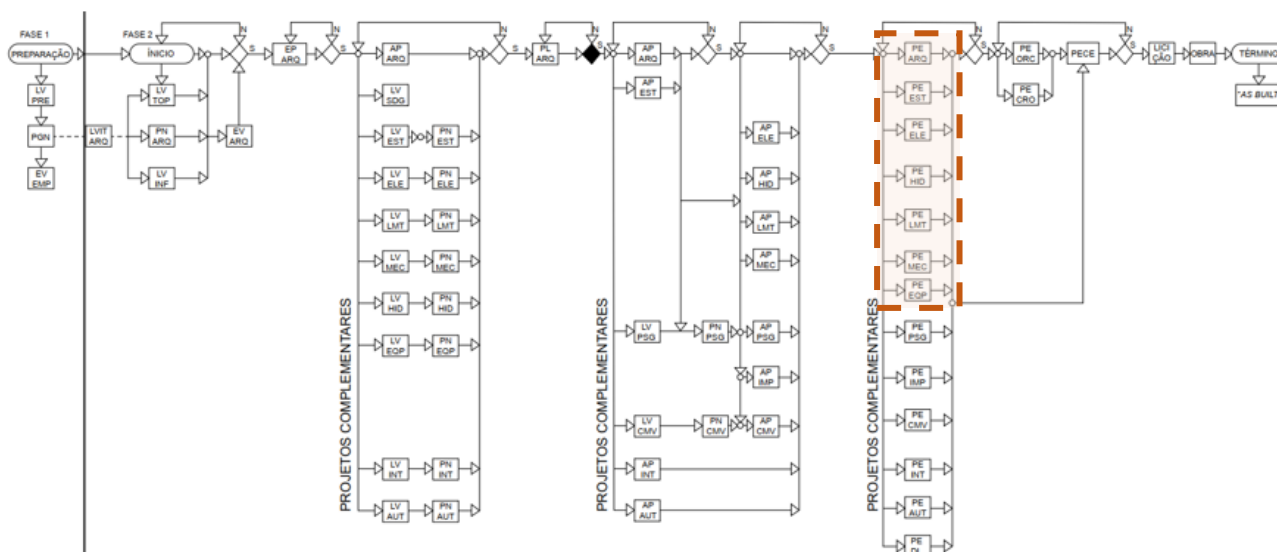 FASE 1
PREPARAÇÃO
LV
PRE
PGN
EV
EMP
LVIT
ARQ
FASE 2
ÍNICIO
LV
TOP
PN
ARQ
LV
INF
N
S
EV
ARQ
EP
ARQ
N
S
PROJETOS COMPLEMENTARES
AP
ARQ
LV
SDG
LV
EST
PN
EST
LV
ELE
PN
ELE
LV
LMT
PN
LMT
LV
MEC
PN
MEC
LV
HID
PN
HID
LV
EQP
PN
EQP
LV
INT
PN
INT
LV
AUT
PN
AUT
N
S
PL
ARQ
N
S
PROJETOS COMPLEMENTARES
AP
ARQ
AP
EST
N
S
AP
ELE
AP
HID
AP
LMT
AP
MEC
LV
PSG
PN
PSG
AP
PSG
AP
IMP
LV
CMV
PN
CMV
AP
CMV
AP
INT
AP
AUT
N
S
PROJETOS COMPLEMENTARES
PE
ARQ
PE
EST
PE
ELE
PE
HID
PE
LMT
PE
MEC
PE
EQP
PE
PSG
PE
IMP
PE
CMV
PE
INT
PE
AUT
PE
N
S
PE
ORC
PE
CRO
PECE
N
S
LICI
ÇÃO
OBRA
TÉRMINO
"AS BUILT